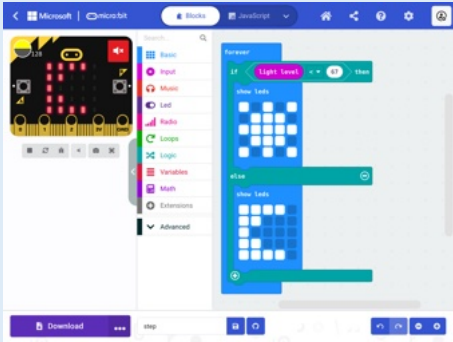 Microsoft micro:bit Blocks JavaScript
128
Search...
Basic
Input
Music
Led
Radio
Loops
Logic
Variables
Math
Extensions
Advanced
forever
if light level < = 67 then
show leds
else
show leds
Download ... step